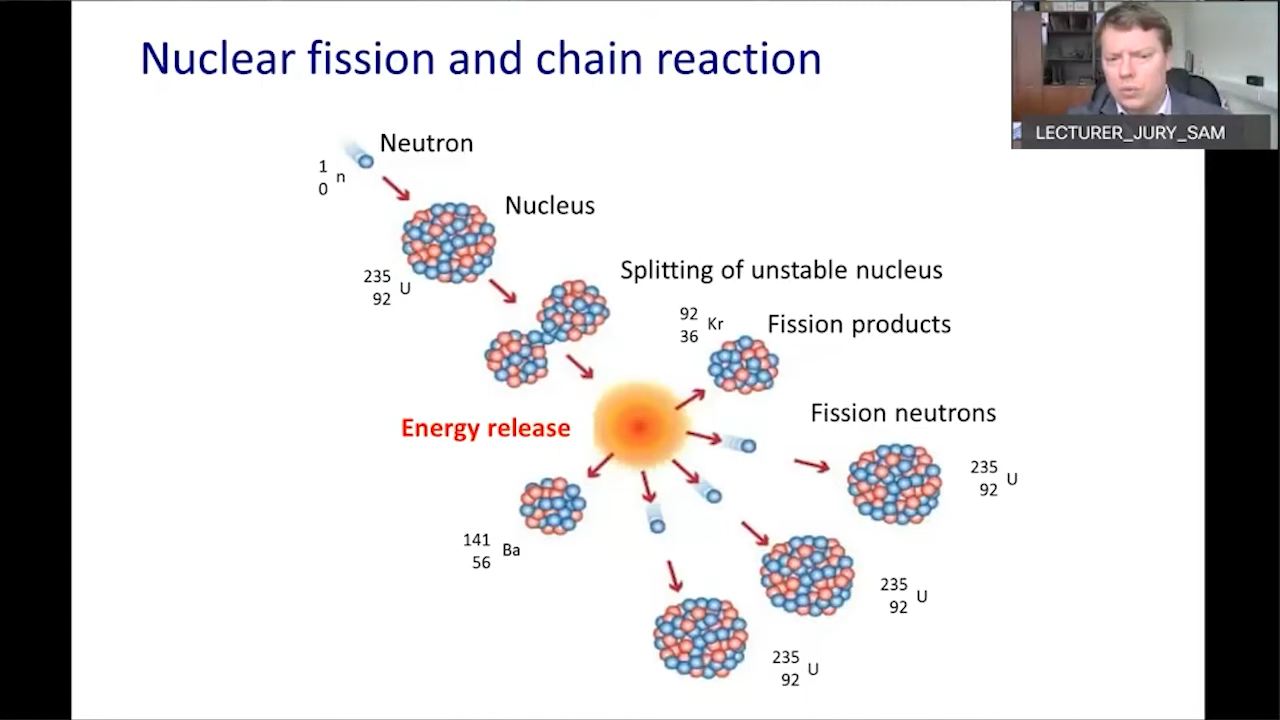 Nuclear fission and chain reaction
LECTURER_JURY_SAM
Neutron
1
0 n
Nucleus
235
92 U
Splitting of unstable nucleus
92
36 Kr
Fission products
Energy release
Fission neutrons
235
92 U
141
56 Ba
235
92 U
235
92 U